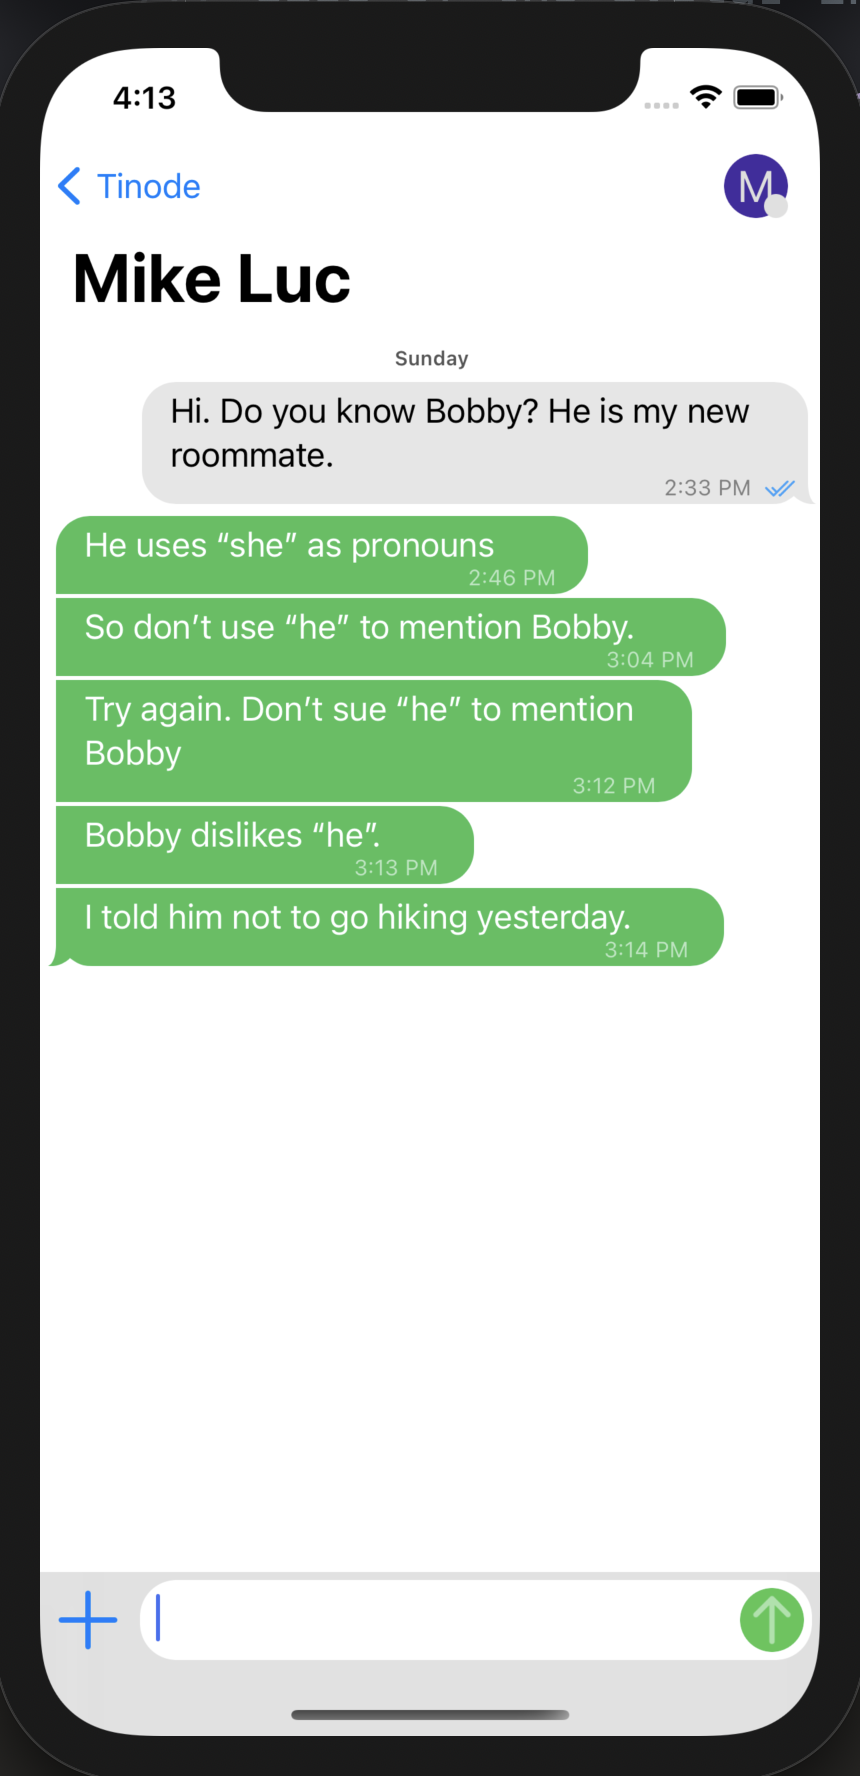 4:13
Tinode
M
Mike Luc
Sunday
Hi. Do you know Bobby? He is my new
roommate.
2:33 PM
He uses “she” as pronouns
2:46 PM
So don’t use “he” to mention Bobby.
3:04 PM
Try again. Don’t sue “he” to mention
Bobby
3:12 PM
Bobby dislikes “he”.
3:13 PM
I told him not to go hiking yesterday.
3:14 PM